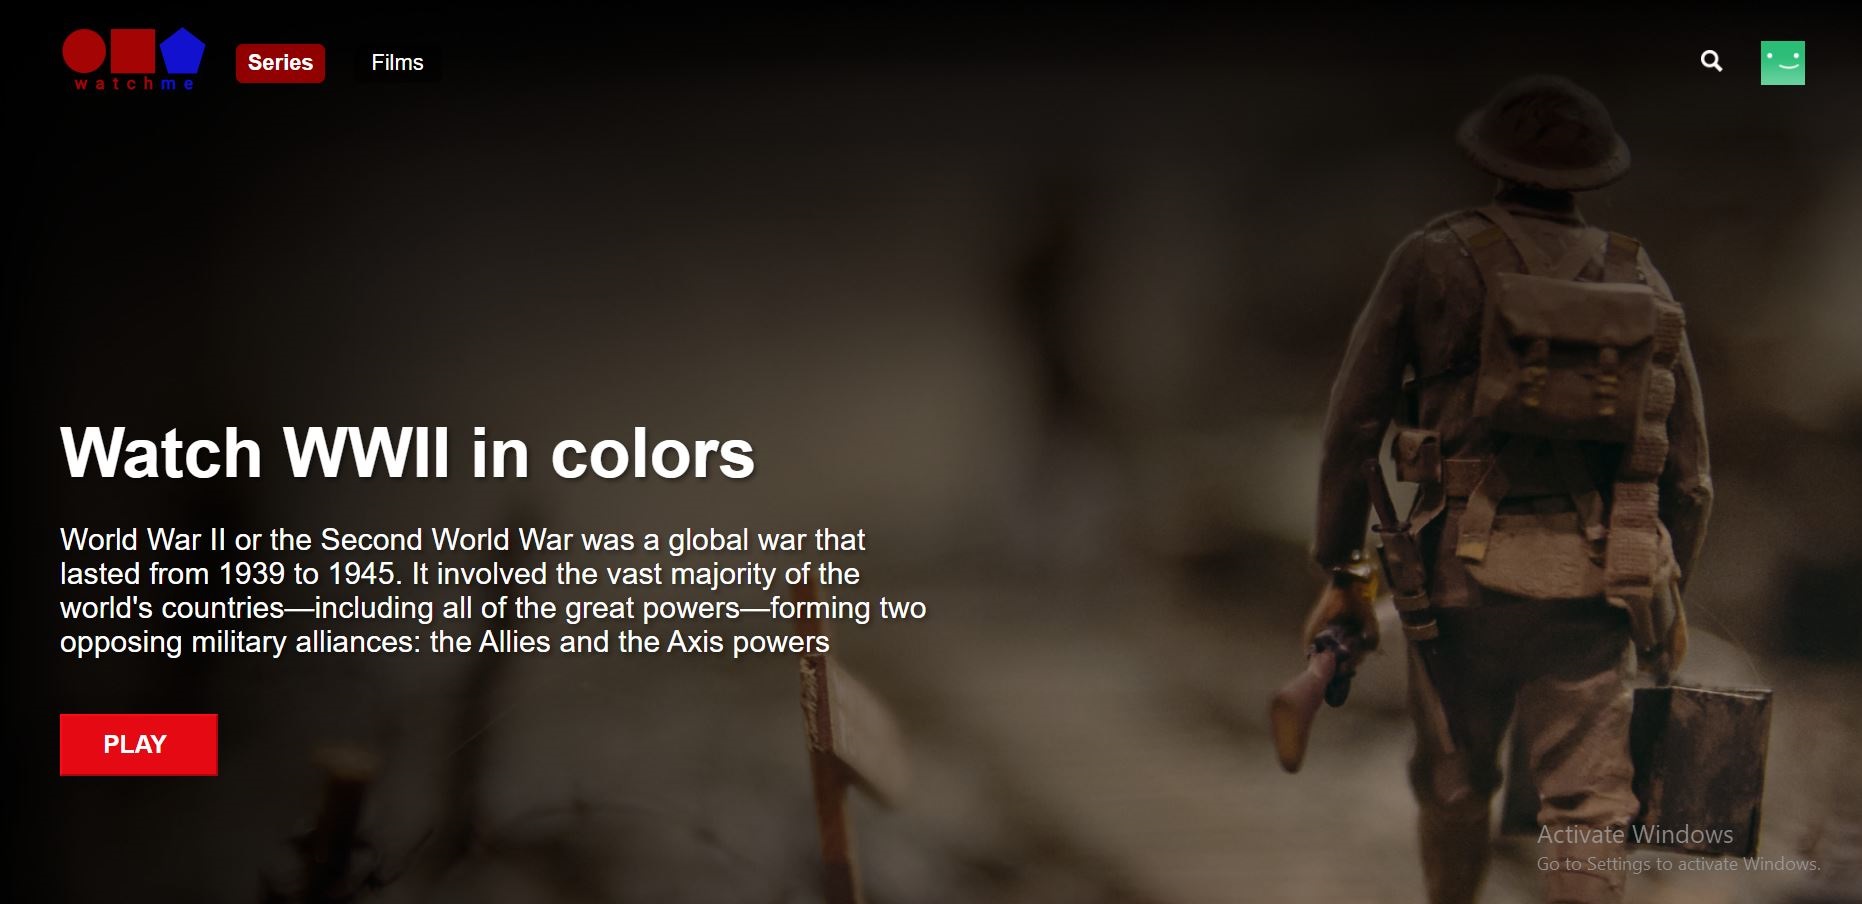 watchme
Series
Films
Watch WWII in colors
World War II or the Second World War was a global war that
lasted from 1939 to 1945. It involved the vast majority of the
world's countries—including all of the great powers—forming two
opposing military alliances: the Allies and the Axis powers
PLAY
Activate Windows
Go to Settings to activate Windows.